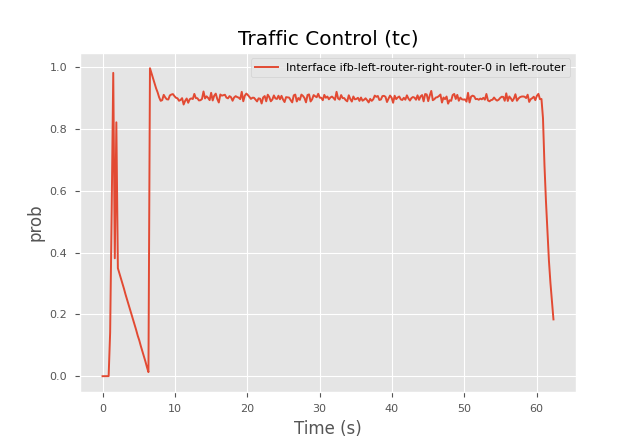 Traffic Control (tc)
Interface ifb-left-router-right-router-0 in left-router
1.0
0.8
0.6
0.4
0.2
0.0
prob
0 10 20 30 40 50 60
Time (s)